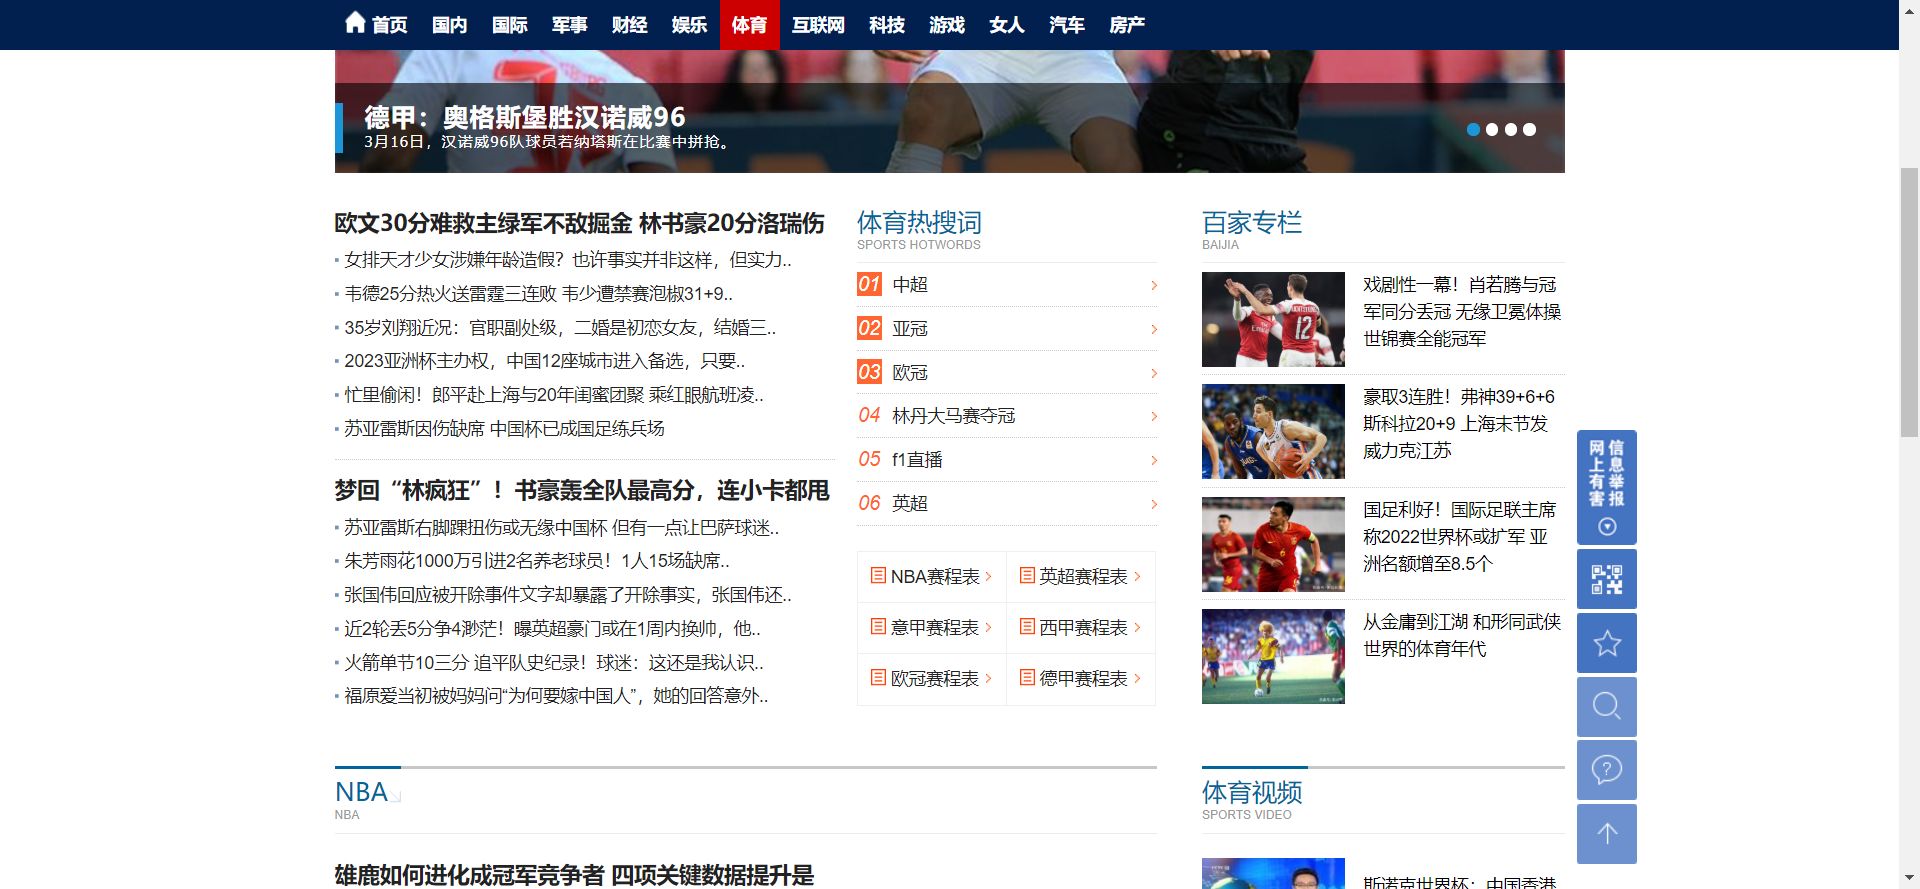 首页 国内 国际 军事 财经 娱乐 体育 互联网 科技 游戏 女人 汽车 房产
德甲：奥格斯堡胜汉诺威96
3月16日，汉诺威96队球员若纳塔斯在比赛中拼抢。
欧文30分难救主绿军不敌掘金 林书豪20分洛瑞伤
女排天才少女涉嫌年龄造假？也许事实并非这样，但实力..
韦德25分热火送雷霆三连败 韦少遭禁赛泡椒31+9..
35岁刘翔近况：官职副处级，二婚是初恋女友，结婚三..
2023亚洲杯主办权，中国12座城市进入备选，只要..
忙里偷闲！郎平赴上海与20年闺蜜团聚 乘红眼航班凌..
苏亚雷斯因伤缺席 中国杯已成国足练兵场
梦回“林疯狂”！书豪轰全队最高分，连小卡都甩
苏亚雷斯右脚踝扭伤或无缘中国杯 但有一点让巴萨球迷..
朱芳雨花1000万引进2名养老球员！1人15场缺席..
张国伟回应被开除事件文字却暴露了开除事实，张国伟还..
近2轮丢5分争4渺茫！曝英超豪门或在1周内换帅，他..
火箭单节10三分 追平队史纪录！球迷：这还是我认识..
福原爱当初被妈妈问“为何要嫁中国人”，她的回答意外..
体育热搜词
SPORTS HOTWORDS
01 中超
02 亚冠
03 欧冠
04 林丹大马赛夺冠
05 f1直播
06 英超
NBA赛程表 英超赛程表
意甲赛程表 西甲赛程表
欧冠赛程表 德甲赛程表
百家专栏
BAIJIA
戏剧性一幕！肖若腾与冠
军同分丢冠 无缘卫冕体操
世锦赛全能冠军
豪取3连胜！弗神39+6+6
斯科拉20+9 上海末节发
威力克江苏
国足利好！国际足联主席
称2022世界杯或扩军 亚
洲名额增至8.5个
从金庸到江湖 和形同武侠
世界的体育年代
网上有害
信息举报
NBA
NBA
雄鹿如何进化成冠军竞争者 四项关键数据提升是
体育视频
SPORTS VIDEO
斯诺克世界杯：中国香港
12